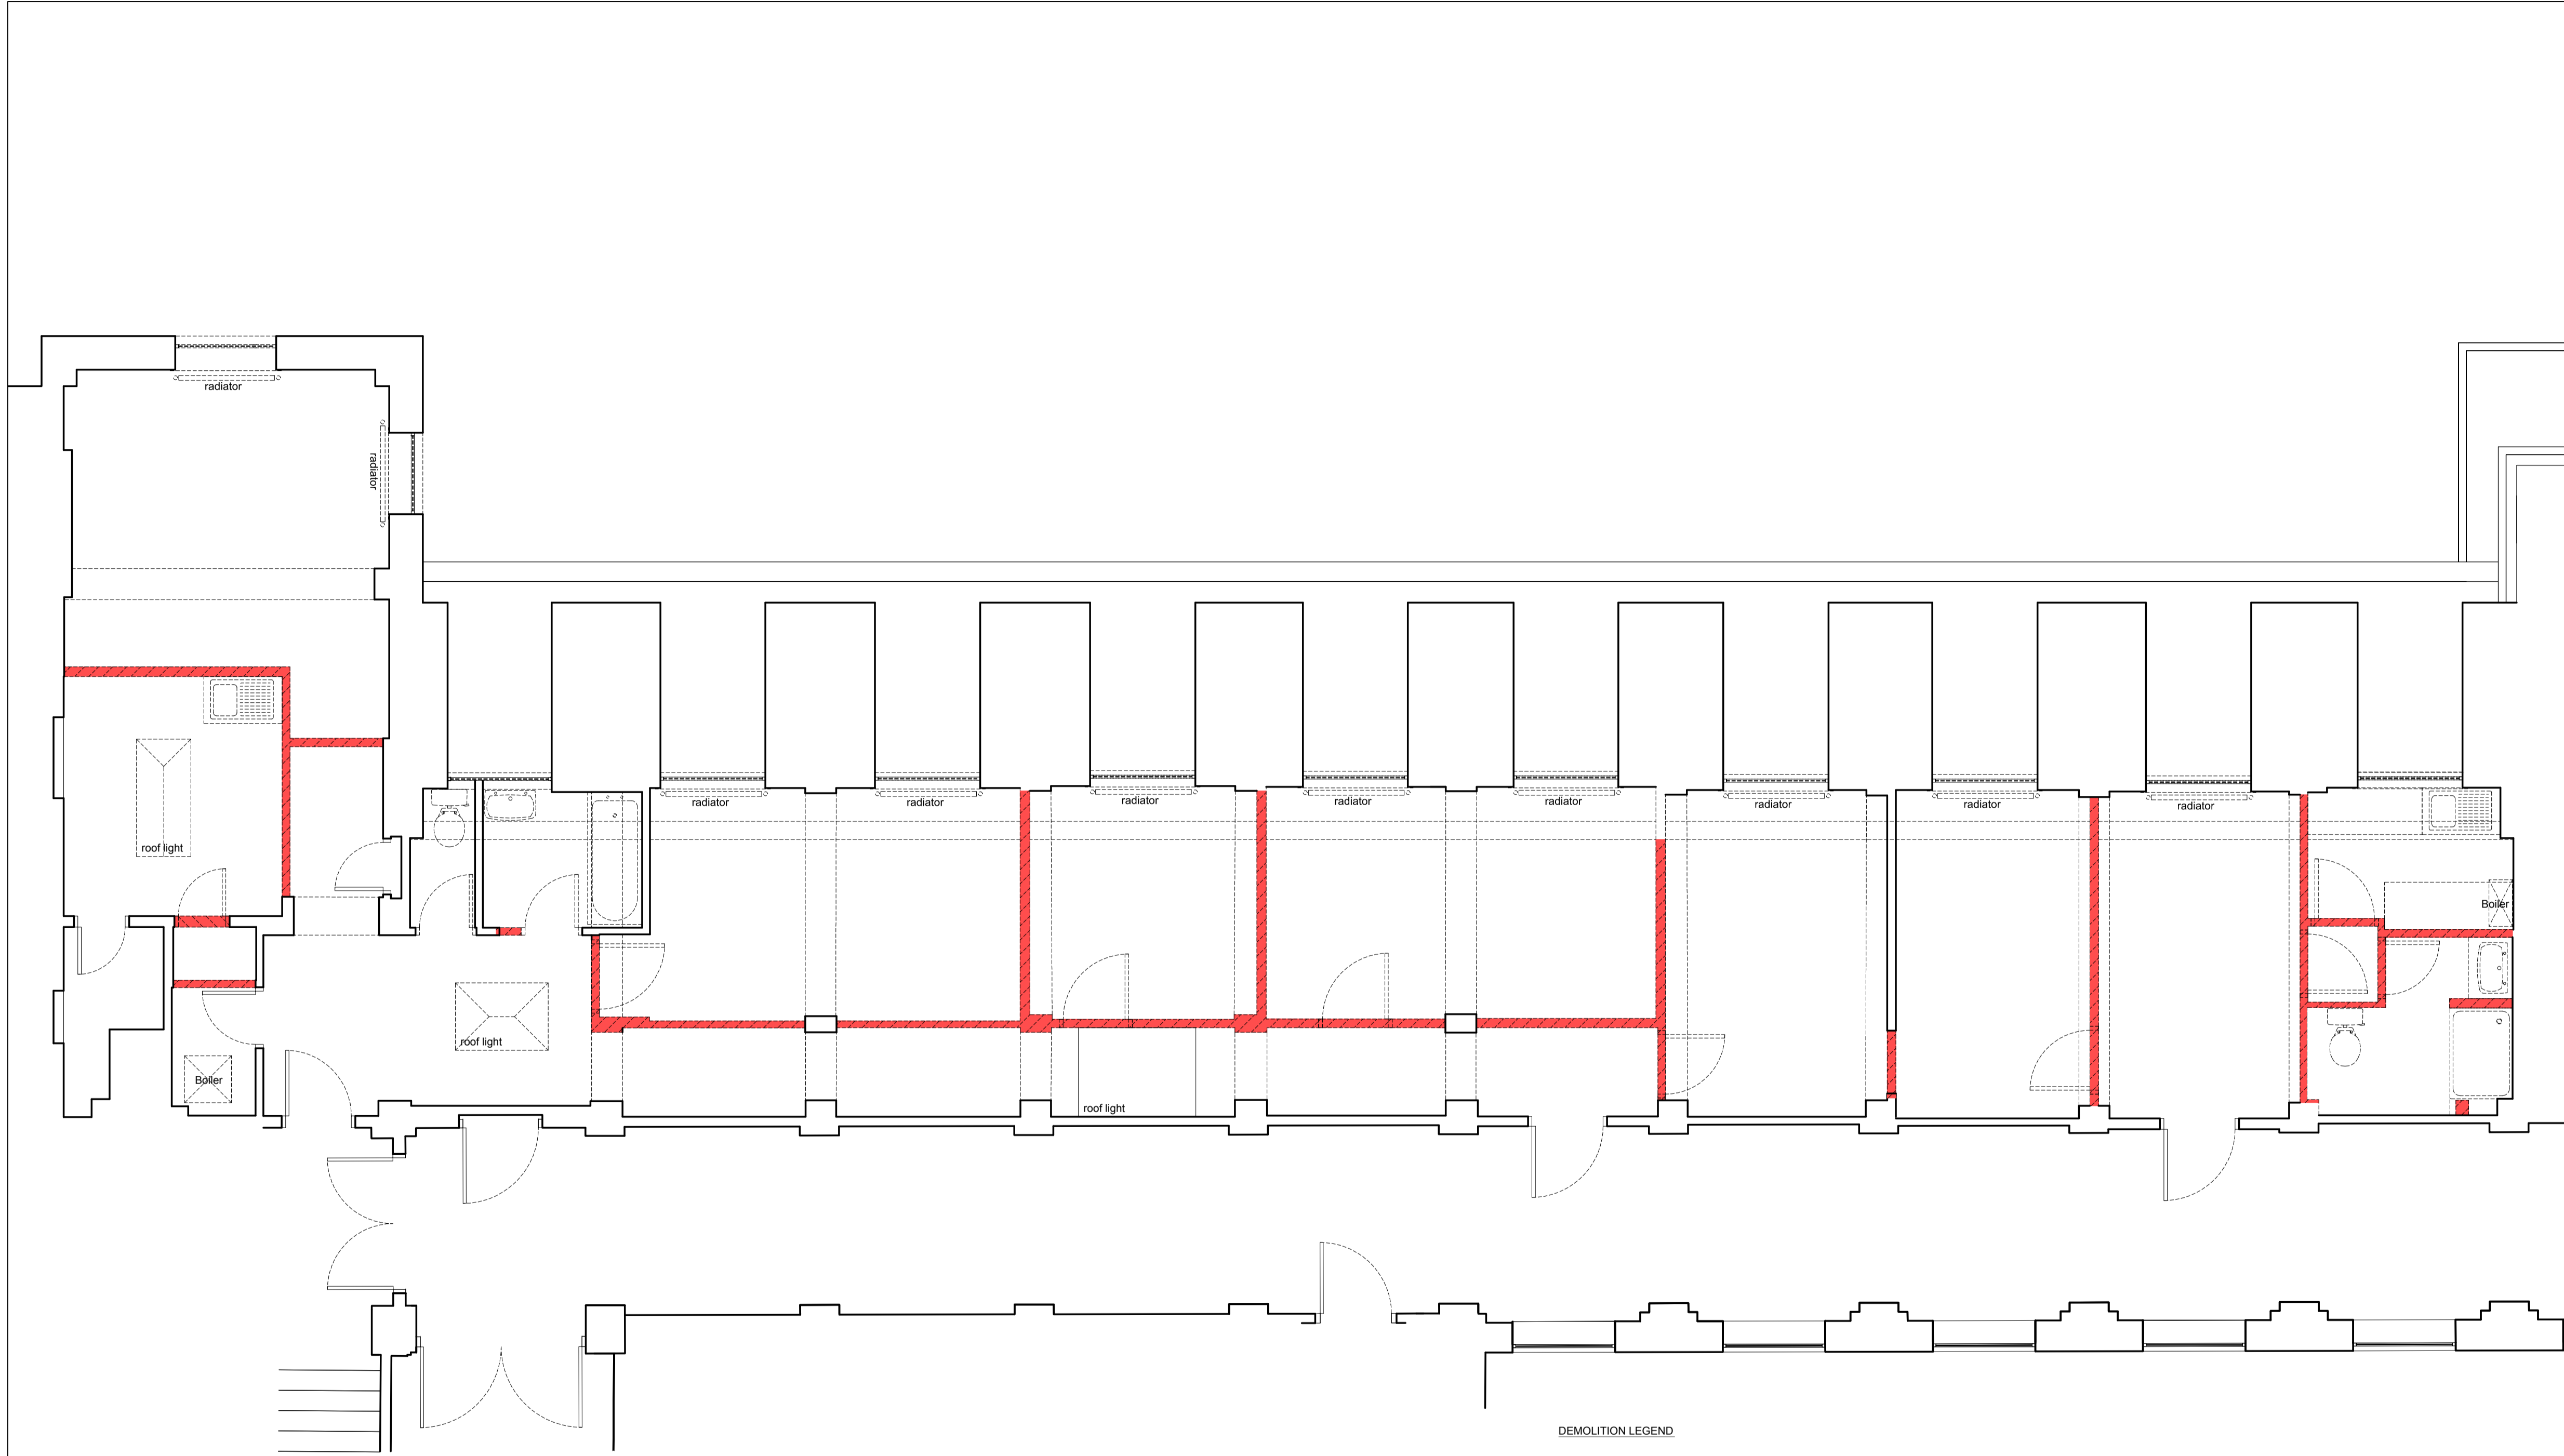 radiator
radiator
radiator
radiator
radiator
radiator
radiator
radiator
radiator
radiator
roof light
Boiler
roof light
Boiler
roof light
DEMOLITION LEGEND